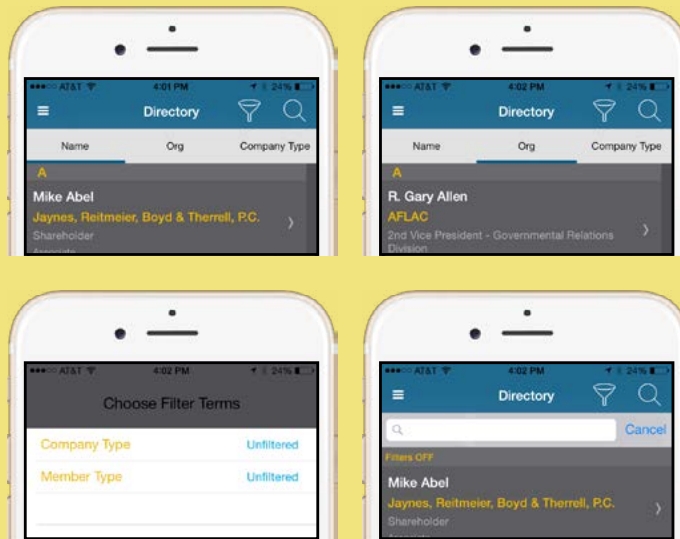 AT&T 4:01 PM 24%
Directory
Name Org Company Type
A
Mike Abel
Jaynes, Reitmeier, Boyd & Therrell, P.C.
Shareholder
Associate
AT&T 4:02 PM 24%
Directory
Name Org Company Type
A
R. Gary Allen
AFLAC
2nd Vice President - Governmental Relations
Division
AT&T 4:02 PM 24%
Choose Filter Terms
Company Type Unfiltered
Member Type Unfiltered
AT&T 4:02 PM 24%
Directory
Cancel
Filters OFF
Mike Abel
Jaynes, Reitmeier, Boyd & Therrell, P.C.
Shareholder